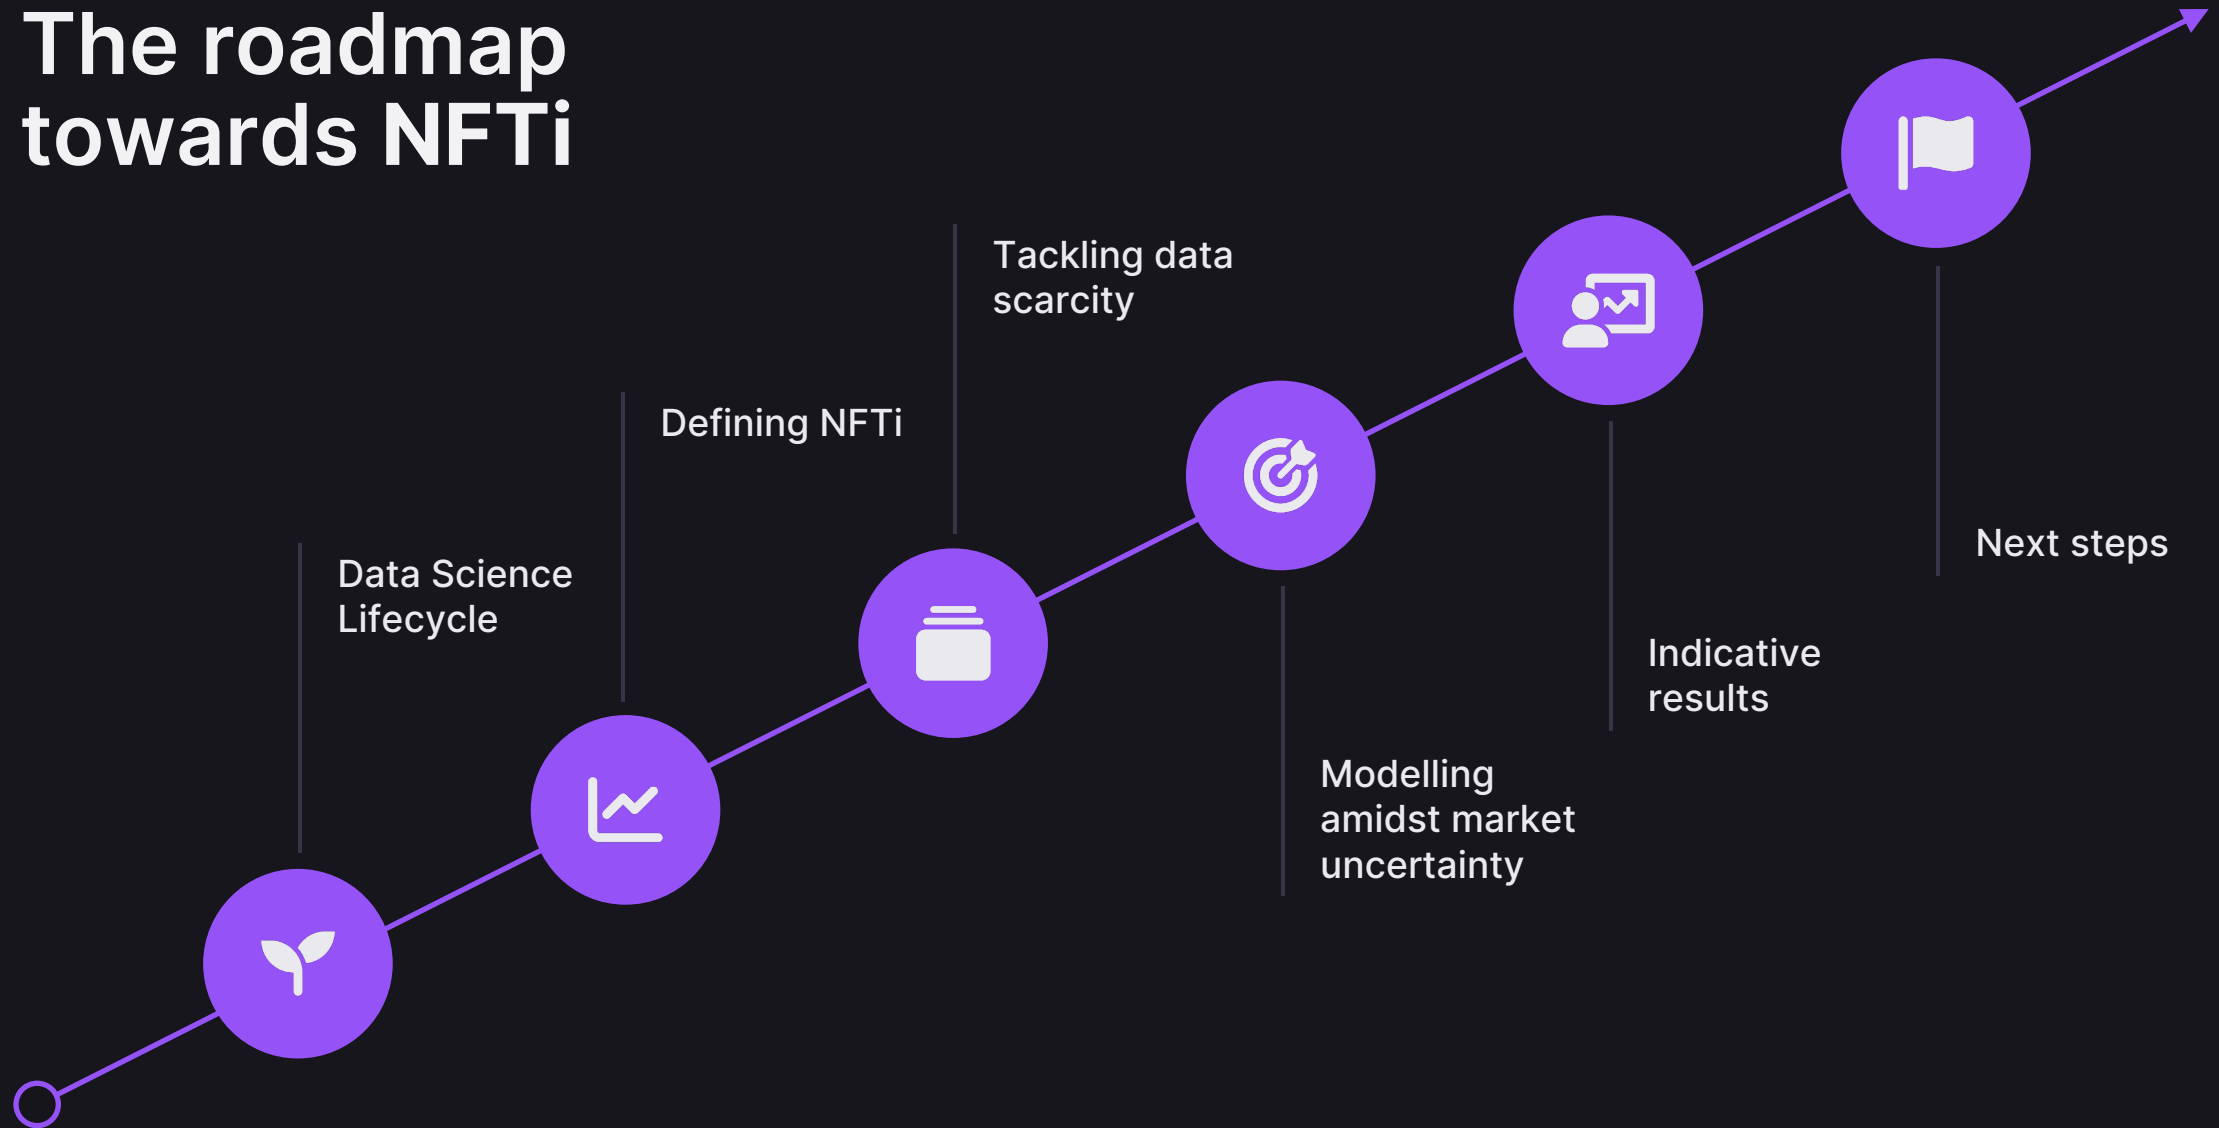 The roadmap
towards NFTi
Data Science
Lifecycle
Defining NFTi
Tackling data
scarcity
Modelling
amidst market
uncertainty
Indicative
results
Next steps